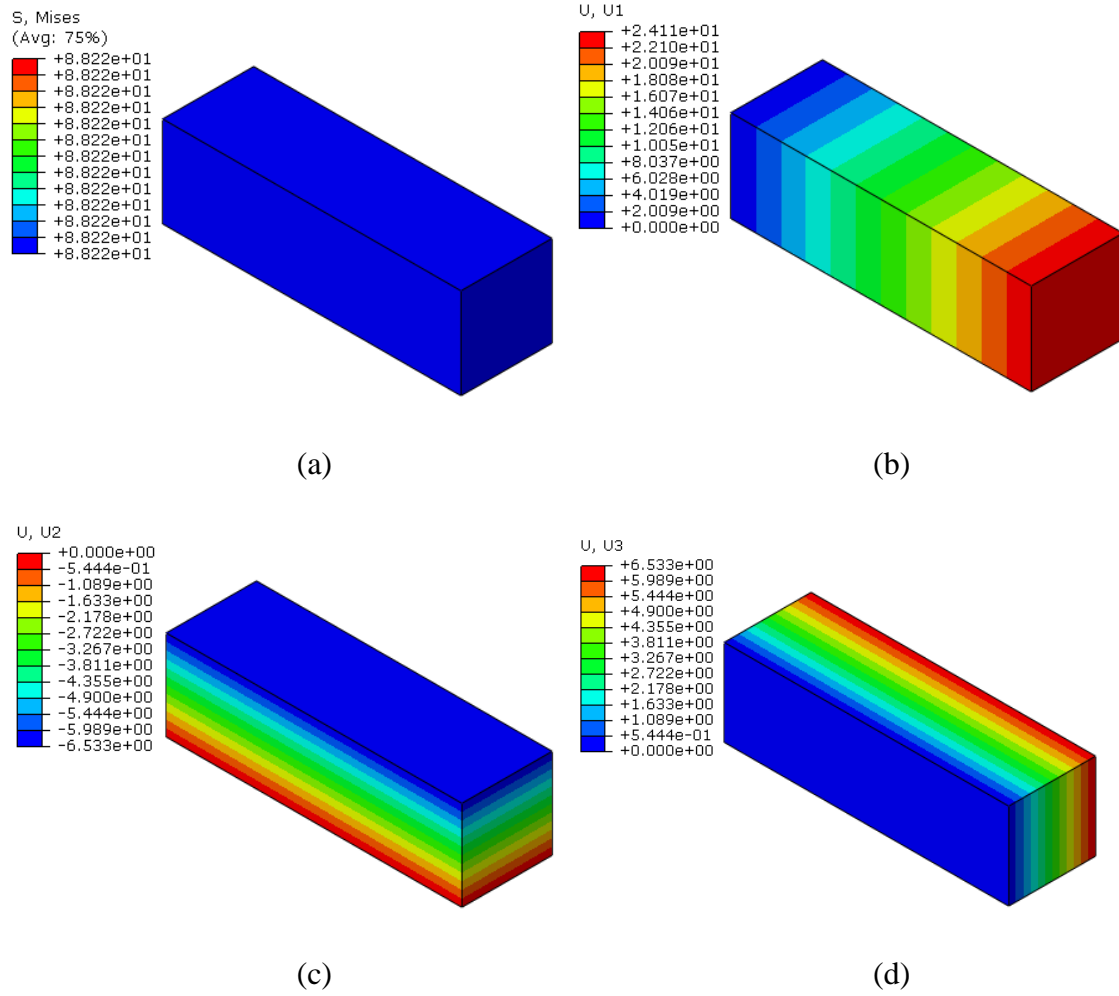 S, Mises
(Avg: 75%)
+8.822e+01
+8.822e+01
+8.822e+01
+8.822e+01
+8.822e+01
+8.822e+01
+8.822e+01
+8.822e+01
+8.822e+01
+8.822e+01
+8.822e+01
+8.822e+01
+8.822e+01
(a)
U, U1
+2.411e+01
+2.210e+01
+2.009e+01
+1.808e+01
+1.607e+01
+1.406e+01
+1.206e+01
+1.005e+01
+8.037e+00
+6.028e+00
+4.019e+00
+2.009e+00
+0.000e+00
(b)
U, U2
+0.000e+00
-5.444e-01
-1.089e+00
-1.633e+00
-2.178e+00
-2.722e+00
-3.267e+00
-3.811e+00
-4.355e+00
-4.900e+00
-5.444e+00
-5.989e+00
-6.533e+00
(c)
U, U3
+6.533e+00
+5.989e+00
+5.444e+00
+4.900e+00
+4.355e+00
+3.811e+00
+3.267e+00
+2.722e+00
+2.178e+00
+1.633e+00
+1.089e+00
+5.444e-01
+0.000e+00
(d)